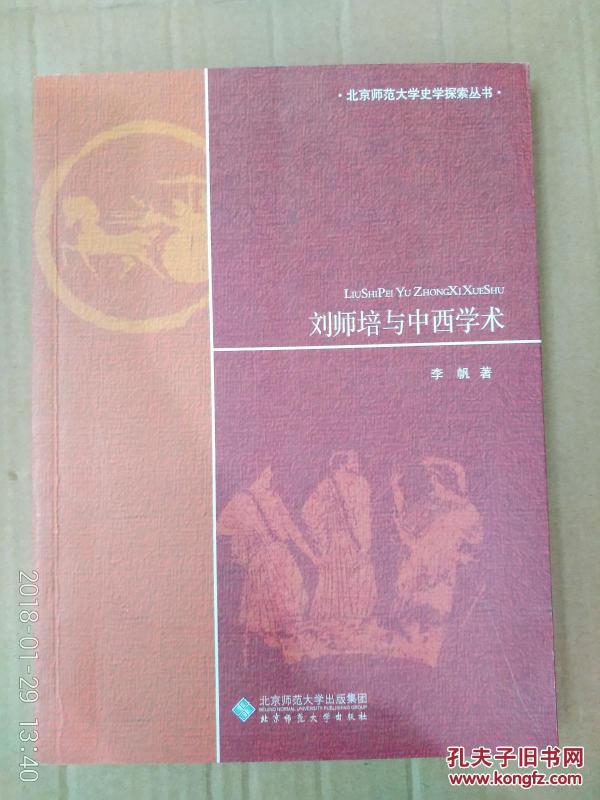 ·北京师范大学史学探索丛书·
LIUSHIPEI YU ZHONGXI XUESHU
刘师培与中西学术
李 帆 著
北京师范大学出版集团
BEIJING NORMAL UNIVERSITY PUBLISHING GROUP
北京师范大学出版社
2018-01-29 13:40
孔夫子旧书网
www.kongfz.com